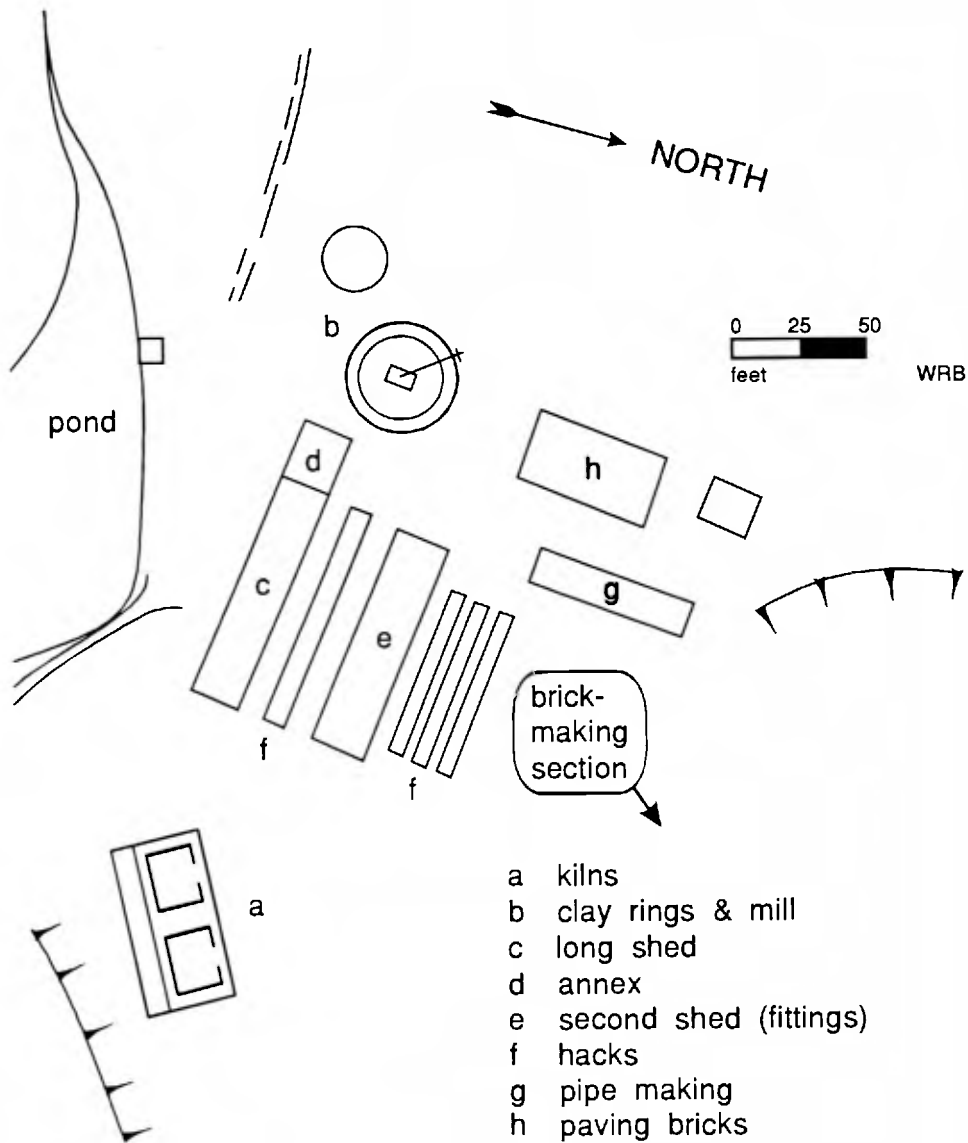 NORTH
b
0 25 50
feet
WRB
pond
d
h
c
g
e
f
f
brick-
making
section
a
a kilns
b clay rings & mill
c long shed
d annex
e second shed (fittings)
f hacks
g pipe making
h paving bricks